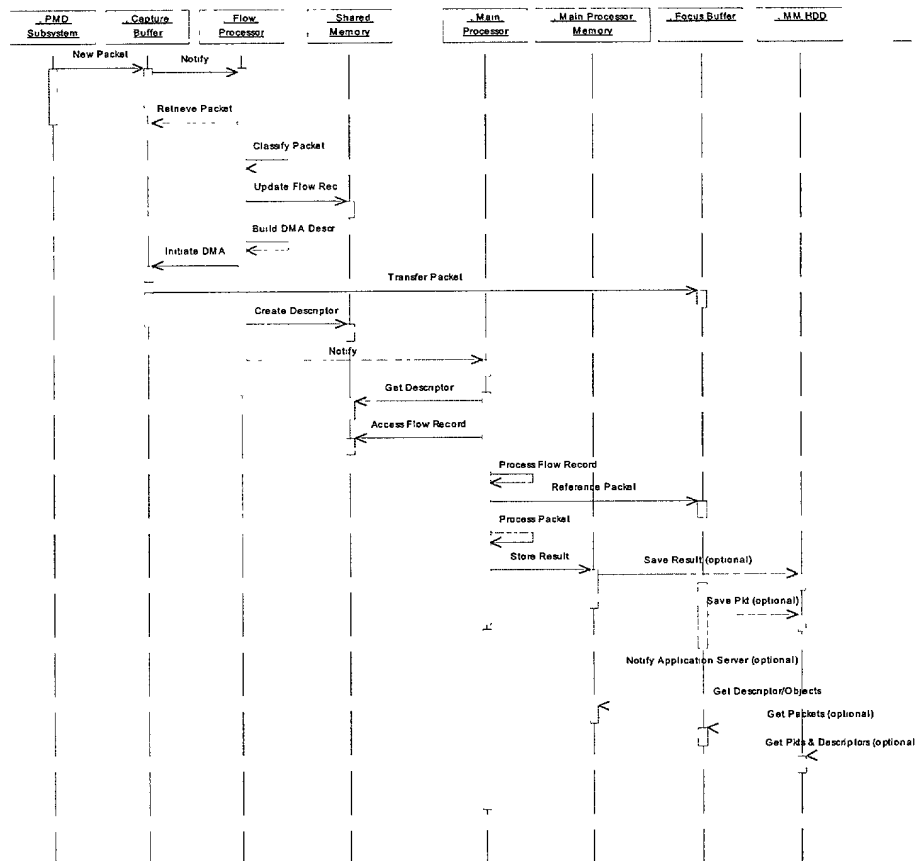 : PMD
Subsystem
: Capture
Buffer
: Flow
Processor
: Shared
Memory
: Main
Processor
: Main Processor
Memory
: Focus Buffer
: MM HDD
New Packet
Notify
Retrieve Packet
Classify Packet
Update Flow Rec
Build DMA Descr
Initiate DMA
Transfer Packet
Create Descriptor
Notify
Get Descriptor
Access Flow Record
Process Flow Record
Reference Packet
Process Packet
Store Result
Save Result (optional)
Save Pkt (optional)
Notify Application Server (optional)
Get Descriptor/Objects
Get Packets (optional)
Get Pkts & Descriptors (optional